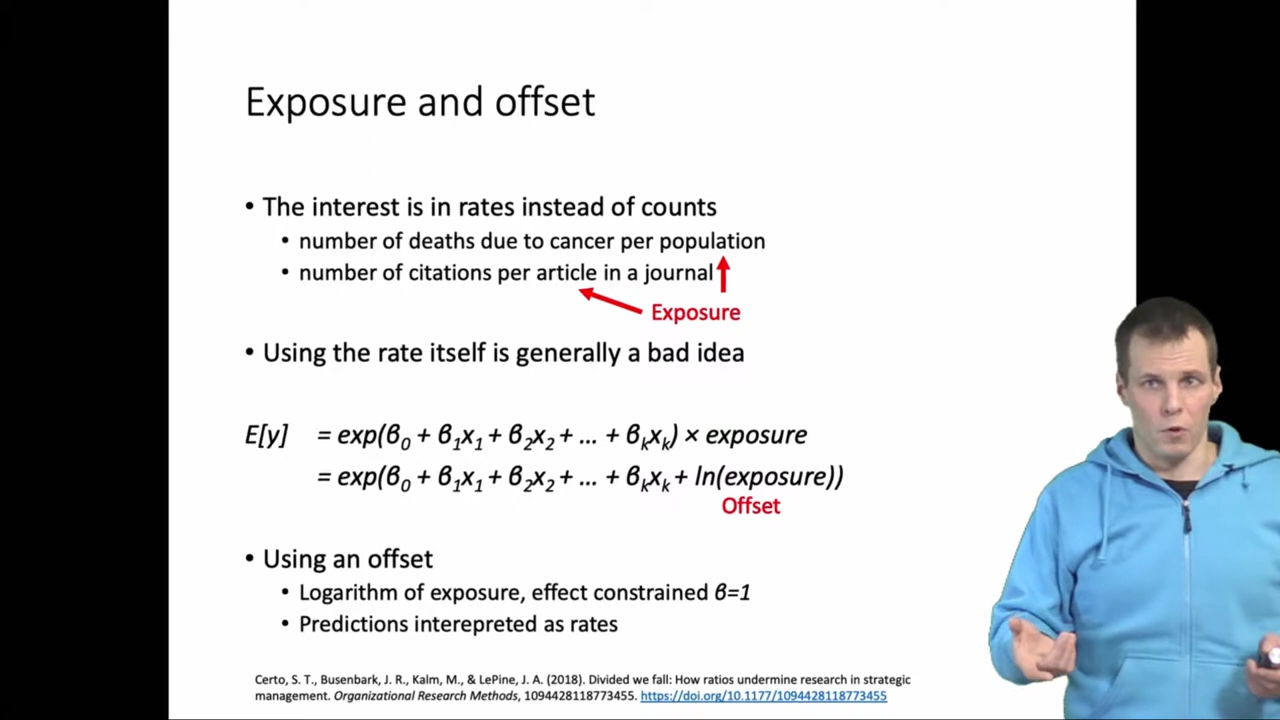 Exposure and offset
• The interest is in rates instead of counts
• number of deaths due to cancer per population
• number of citations per article in a journal
Exposure
• Using the rate itself is generally a bad idea
E[y] = exp(β₀ + β₁x₁ + β₂x₂ + ... + βₖxₖ) × exposure
= exp(β₀ + β₁x₁ + β₂x₂ + ... + βₖxₖ + ln(exposure))
Offset
• Using an offset
• Logarithm of exposure, effect constrained β=1
• Predictions interepreted as rates
Certo, S. T., Busenbark, J. R., Kalm, M., & LePine, J. A. (2018). Divided we fall: How ratios undermine research in strategic
management. Organizational Research Methods, 1094428118773455. https://doi.org/10.1177/1094428118773455